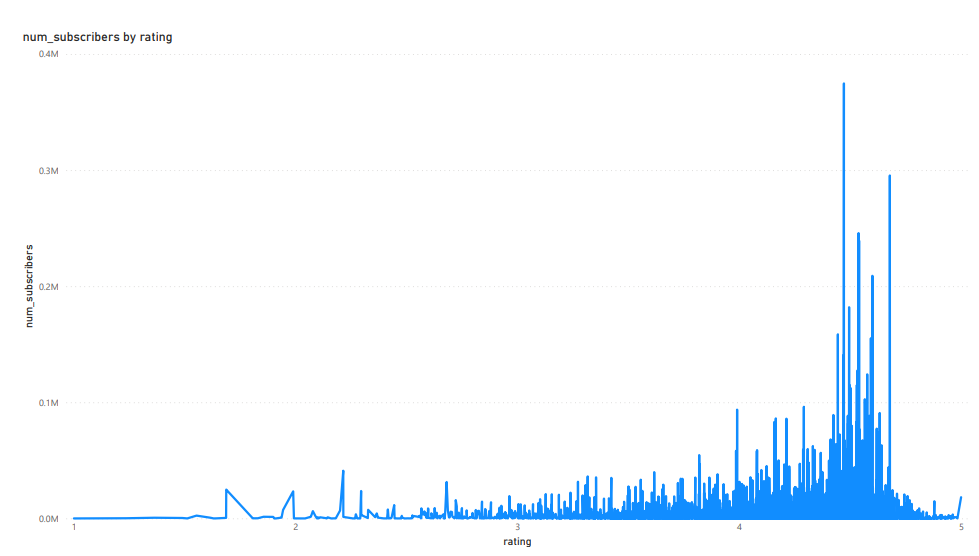 num_subscribers by rating
0.4M
0.3M
0.2M
0.1M
0.0M
num_subscribers
1 2 3 4 5
rating